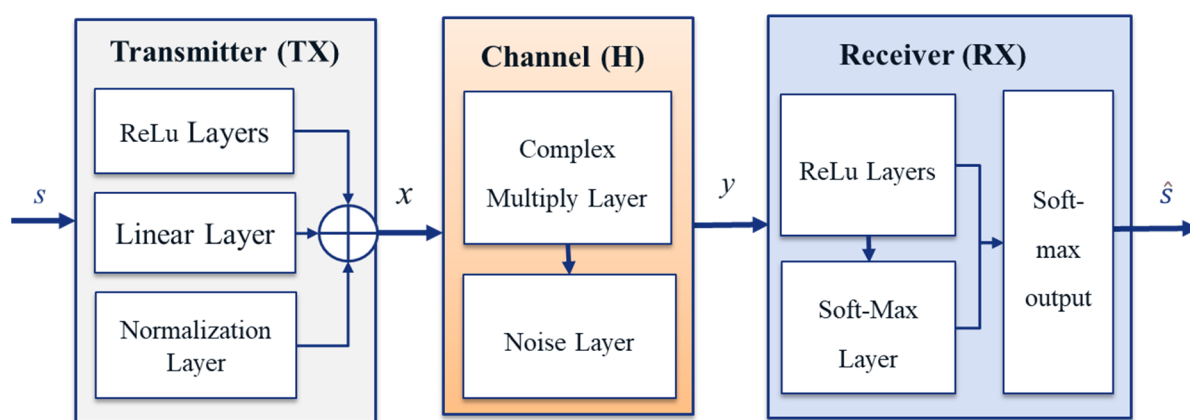 Transmitter (TX)
ReLu Layers
Linear Layer
Normalization
Layer
s
x
Channel (H)
Complex
Multiply Layer
Noise Layer
y
Receiver (RX)
ReLu Layers
Soft-Max
Layer
Soft-
max
output
ŝ